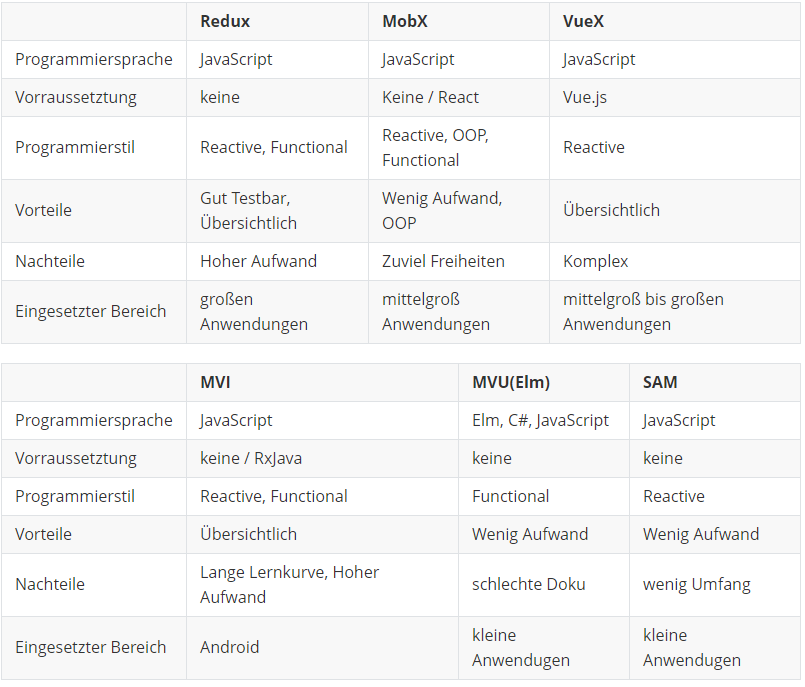 Redux MobX VueX
Programmiersprache JavaScript JavaScript JavaScript
Vorraussetztung keine Keine / React Vue.js
Programmierstil Reactive, Functional Reactive, OOP, Functional Reactive
Vorteile Gut Testbar, Übersichtlich Wenig Aufwand, OOP Übersichtlich
Nachteile Hoher Aufwand Zuviel Freiheiten Komplex
Eingesetzter Bereich großen Anwendungen mittelgroß Anwendungen mittelgroß bis großen Anwendungen
MVI MVU(Elm) SAM
Programmiersprache JavaScript Elm, C#, JavaScript JavaScript
Vorraussetztung keine / RxJava keine keine
Programmierstil Reactive, Functional Functional Reactive
Vorteile Übersichtlich Wenig Aufwand Wenig Aufwand
Nachteile Lange Lernkurve, Hoher Aufwand schlechte Doku wenig Umfang
Eingesetzter Bereich Android kleine Anwendugen kleine Anwendugen